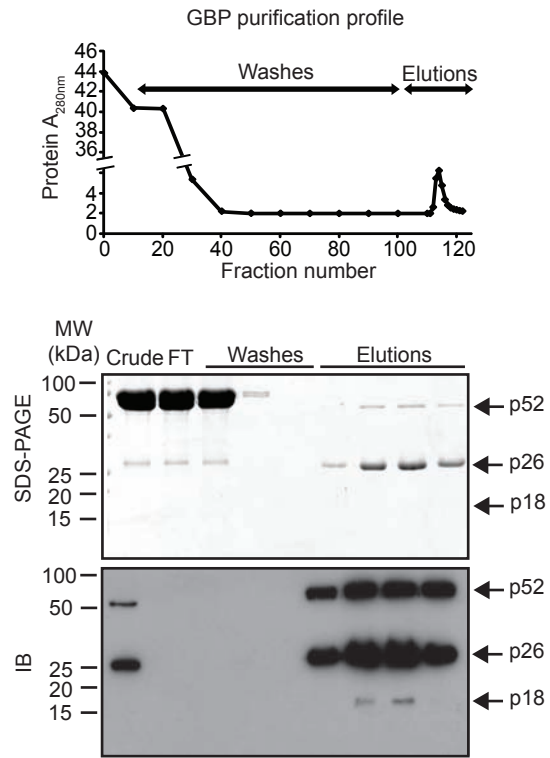 GBP purification profile
46
44
42
40
38
36
4
2
0
Protein A280nm
Washes
Elutions
0 20 40 60 80 100 120
Fraction number
MW
(kDa)
Crude FT Washes Elutions
SDS-PAGE
100
50
25
20
15
p52
p26
p18
IB
100
50
25
20
15
p52
p26
p18